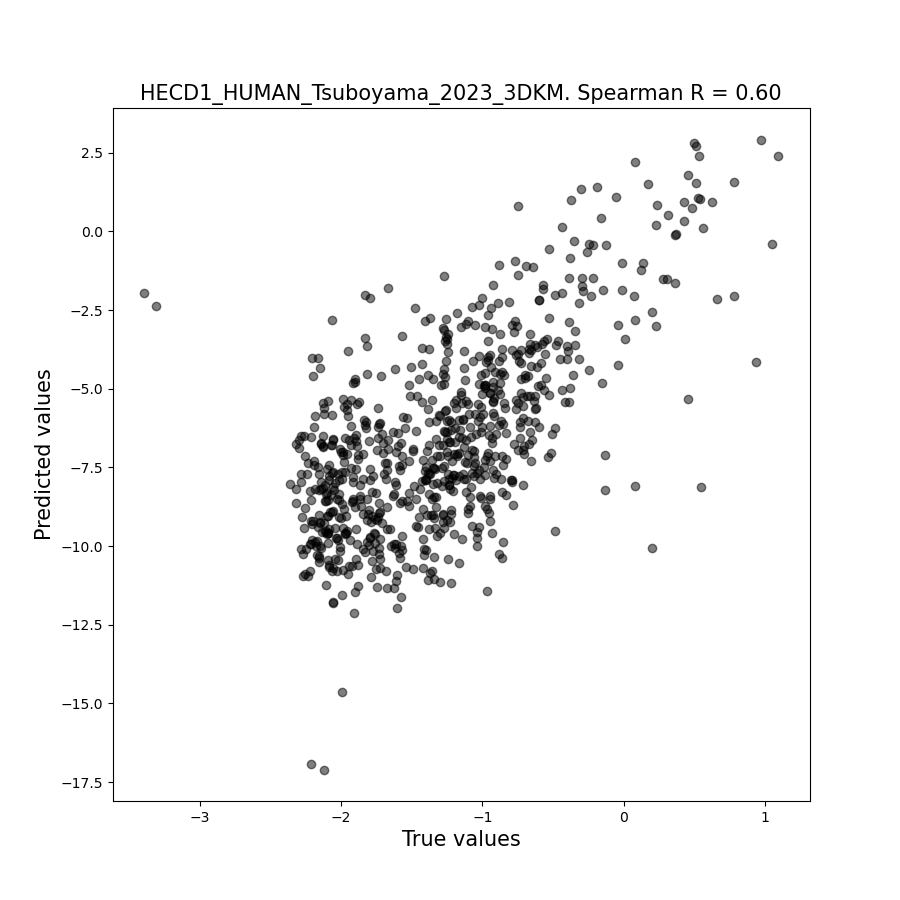 HECD1_HUMAN_Tsuboyama_2023_3DKM. Spearman R = 0.60
2.5
0.0
−2.5
−5.0
−7.5
−10.0
−12.5
−15.0
−17.5
Predicted values
−3 −2 −1 0 1
True values